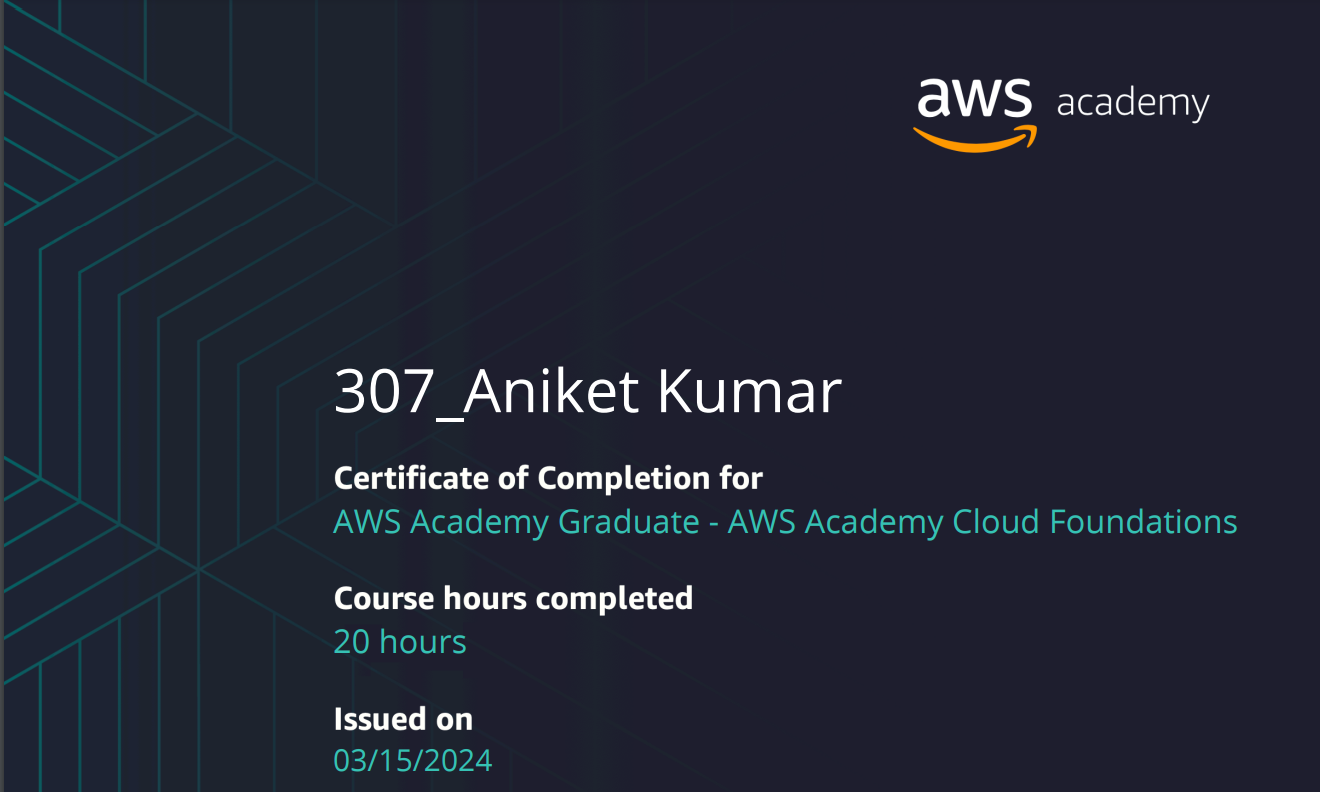 aws academy
307_Aniket Kumar
Certificate of Completion for
AWS Academy Graduate - AWS Academy Cloud Foundations
Course hours completed
20 hours
Issued on
03/15/2024